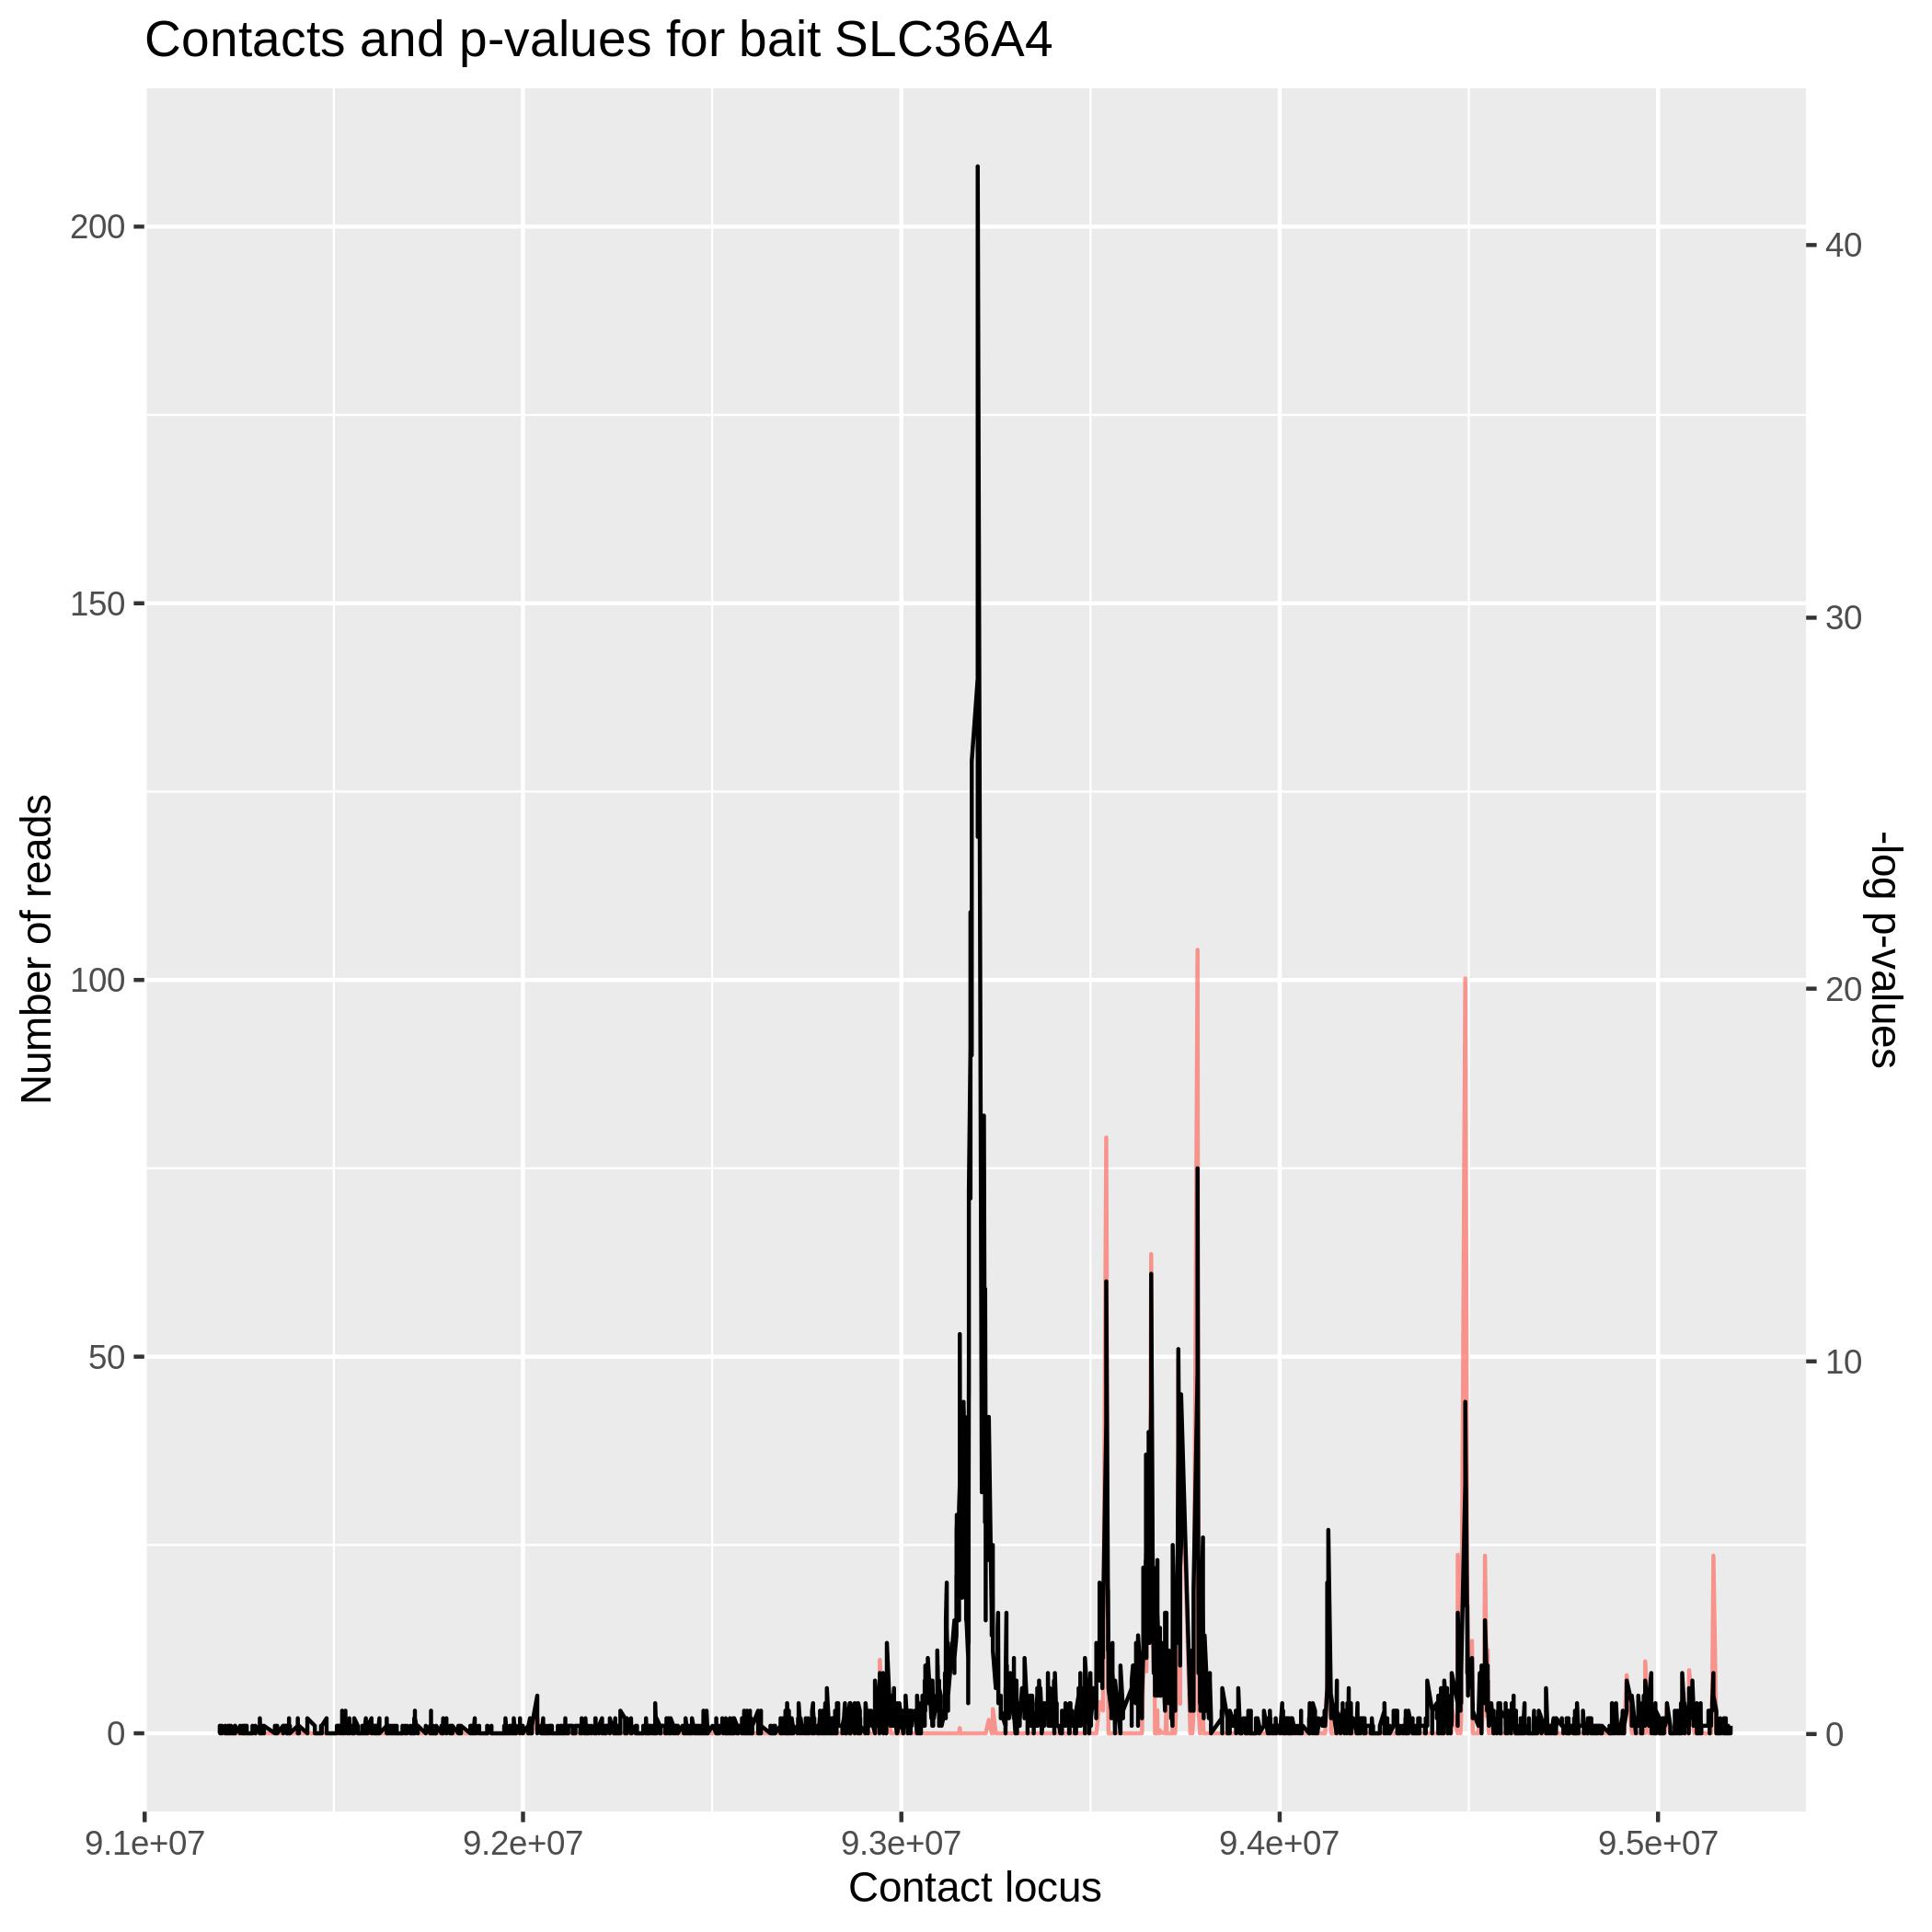 Contacts and p-values for bait SLC36A4
200
150
100
50
0
Number of reads
40
30
20
10
0
-log p-values
9.1e+07 9.2e+07 9.3e+07 9.4e+07 9.5e+07
Contact locus